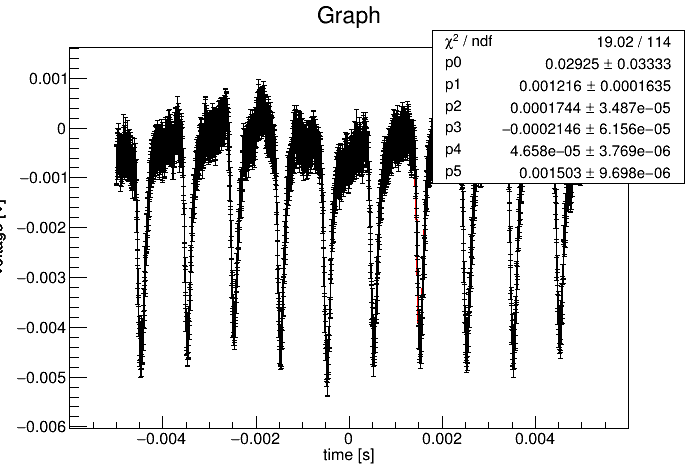 Graph
χ² / ndf 19.02 / 114
p0 0.02925 ± 0.03333
p1 0.001216 ± 0.0001635
p2 0.0001744 ± 3.487e−05
p3 −0.0002146 ± 6.156e−05
p4 4.658e−05 ± 3.769e−06
p5 0.001503 ± 9.698e−06
0.001
0
−0.001
−0.002
−0.003
−0.004
−0.005
−0.006
−0.004 −0.002 0 0.002 0.004
time [s]